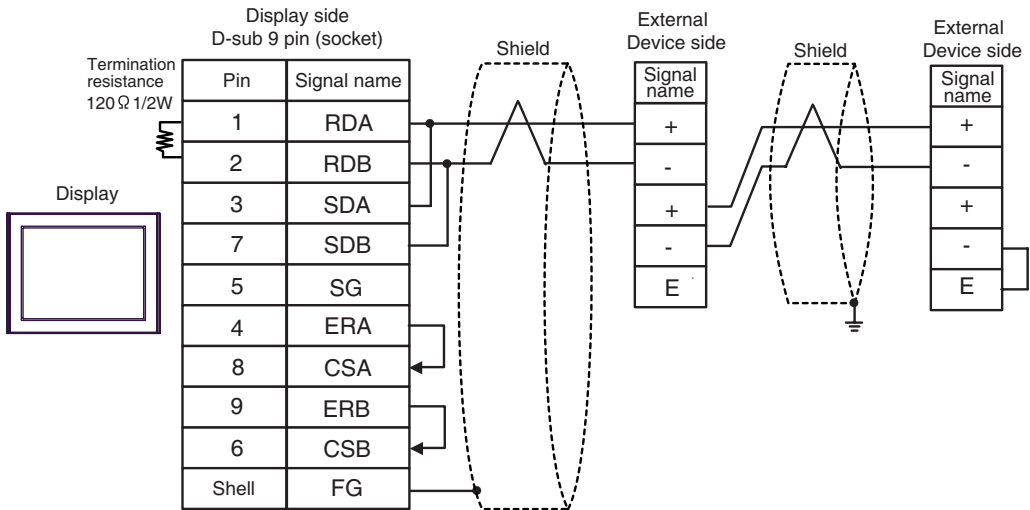 Display side
D-sub 9 pin (socket)
Termination
resistance
120Ω 1/2W
Display
Pin Signal name
1 RDA
2 RDB
3 SDA
7 SDB
5 SG
4 ERA
8 CSA
9 ERB
6 CSB
Shell FG
Shield
External
Device side
Signal
name
+
-
+
-
E
Shield
External
Device side
Signal
name
+
-
+
-
E